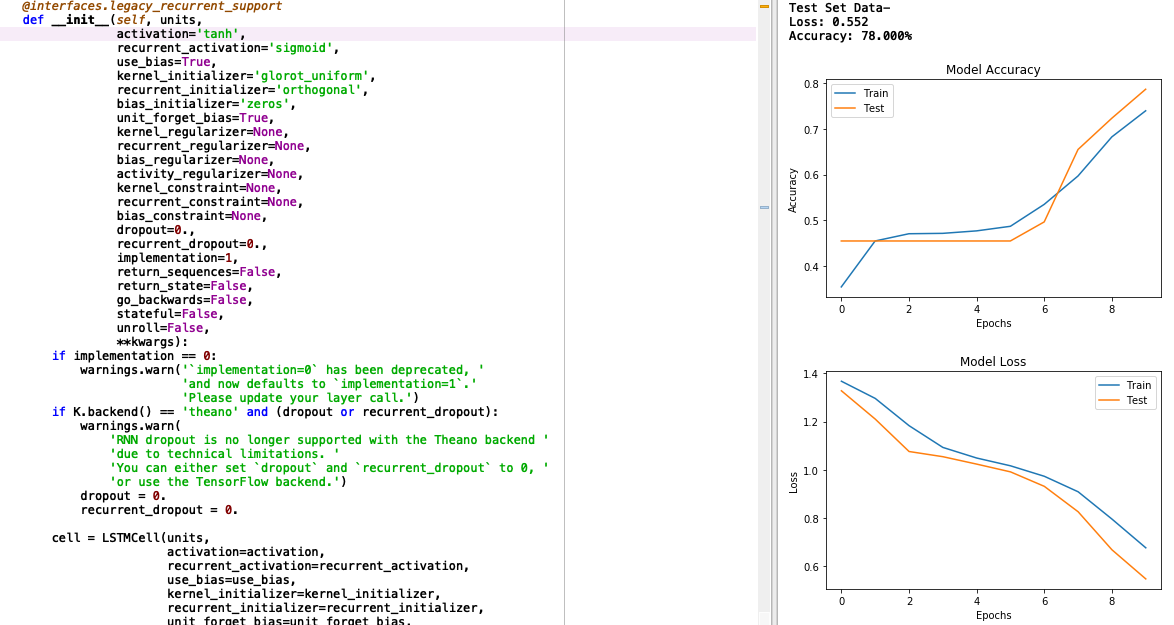 @interfaces.legacy_recurrent_support
def __init__(self, units,
activation='tanh',
recurrent_activation='sigmoid',
use_bias=True,
kernel_initializer='glorot_uniform',
recurrent_initializer='orthogonal',
bias_initializer='zeros',
unit_forget_bias=True,
kernel_regularizer=None,
recurrent_regularizer=None,
bias_regularizer=None,
activity_regularizer=None,
kernel_constraint=None,
recurrent_constraint=None,
bias_constraint=None,
dropout=0.,
recurrent_dropout=0.,
implementation=1,
return_sequences=False,
return_state=False,
go_backwards=False,
stateful=False,
unroll=False,
**kwargs):
if implementation == 0:
warnings.warn('`implementation=0` has been deprecated, '
'and now defaults to `implementation=1`.'
'Please update your layer call.')
if K.backend() == 'theano' and (dropout or recurrent_dropout):
warnings.warn(
'RNN dropout is no longer supported with the Theano backend '
'due to technical limitations. '
'You can either set `dropout` and `recurrent_dropout` to 0, '
'or use the TensorFlow backend.')
dropout = 0.
recurrent_dropout = 0.
cell = LSTMCell(units,
activation=activation,
recurrent_activation=recurrent_activation,
use_bias=use_bias,
kernel_initializer=kernel_initializer,
recurrent_initializer=recurrent_initializer,
unit_forget_bias=unit_forget_bias,
Test Set Data-
Loss: 0.552
Accuracy: 78.000%
Model Accuracy
0.8
0.7
0.6
0.5
0.4
Accuracy
Train
Test
0 2 4 6 8
Epochs
Model Loss
1.4
1.2
1.0
0.8
0.6
Loss
Train
Test
0 2 4 6 8
Epochs